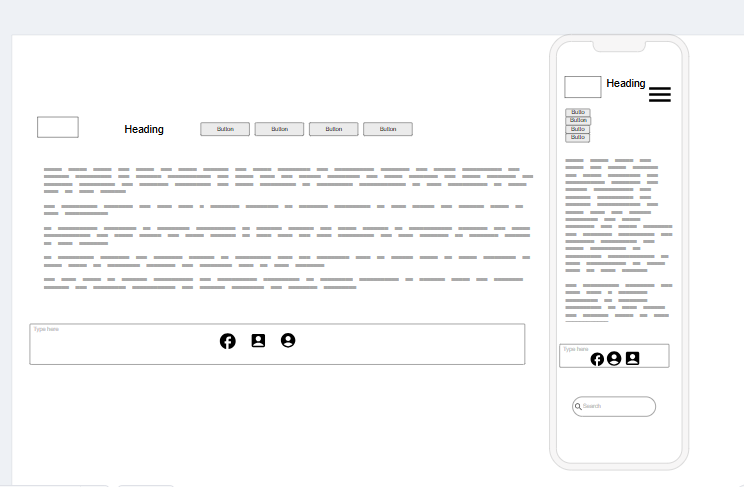 Heading
Button Button Button Button
Type here
Heading
Butto
Button
Butto
Butto
Type here
Search